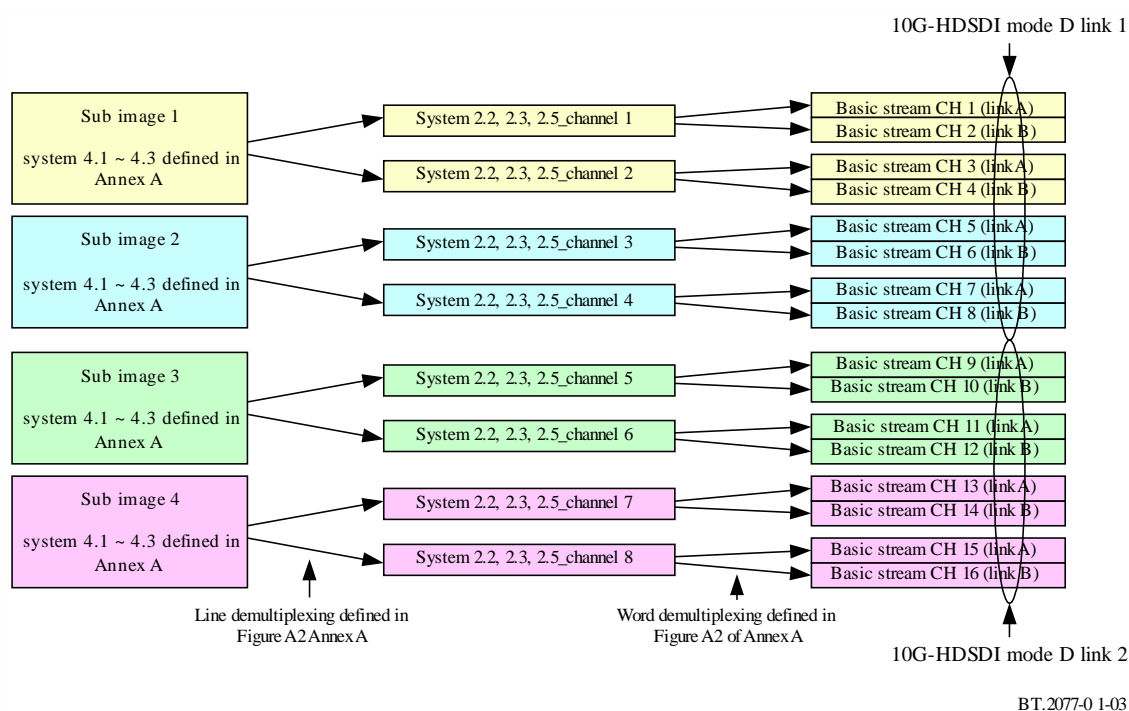 10G-HDSDI mode D link 1
Sub image 1
system 4.1 ~ 4.3 defined in
Annex A
System 2.2, 2.3, 2.5_channel 1
System 2.2, 2.3, 2.5_channel 2
Basic stream CH 1 (link A)
Basic stream CH 2 (link B)
Basic stream CH 3 (link A)
Basic stream CH 4 (link B)
Sub image 2
system 4.1 ~ 4.3 defined in
Annex A
System 2.2, 2.3, 2.5_channel 3
System 2.2, 2.3, 2.5_channel 4
Basic stream CH 5 (link A)
Basic stream CH 6 (link B)
Basic stream CH 7 (link A)
Basic stream CH 8 (link B)
Sub image 3
system 4.1 ~ 4.3 defined in
Annex A
System 2.2, 2.3, 2.5_channel 5
System 2.2, 2.3, 2.5_channel 6
Basic stream CH 9 (link A)
Basic stream CH 10 (link B)
Basic stream CH 11 (link A)
Basic stream CH 12 (link B)
Sub image 4
system 4.1 ~ 4.3 defined in
Annex A
System 2.2, 2.3, 2.5_channel 7
System 2.2, 2.3, 2.5_channel 8
Basic stream CH 13 (link A)
Basic stream CH 14 (link B)
Basic stream CH 15 (link A)
Basic stream CH 16 (link B)
Line demultiplexing defined in
Figure A2 Annex A
Word demultiplexing defined in
Figure A2 of Annex A
10G-HDSDI mode D link 2
BT.2077-0 1-03